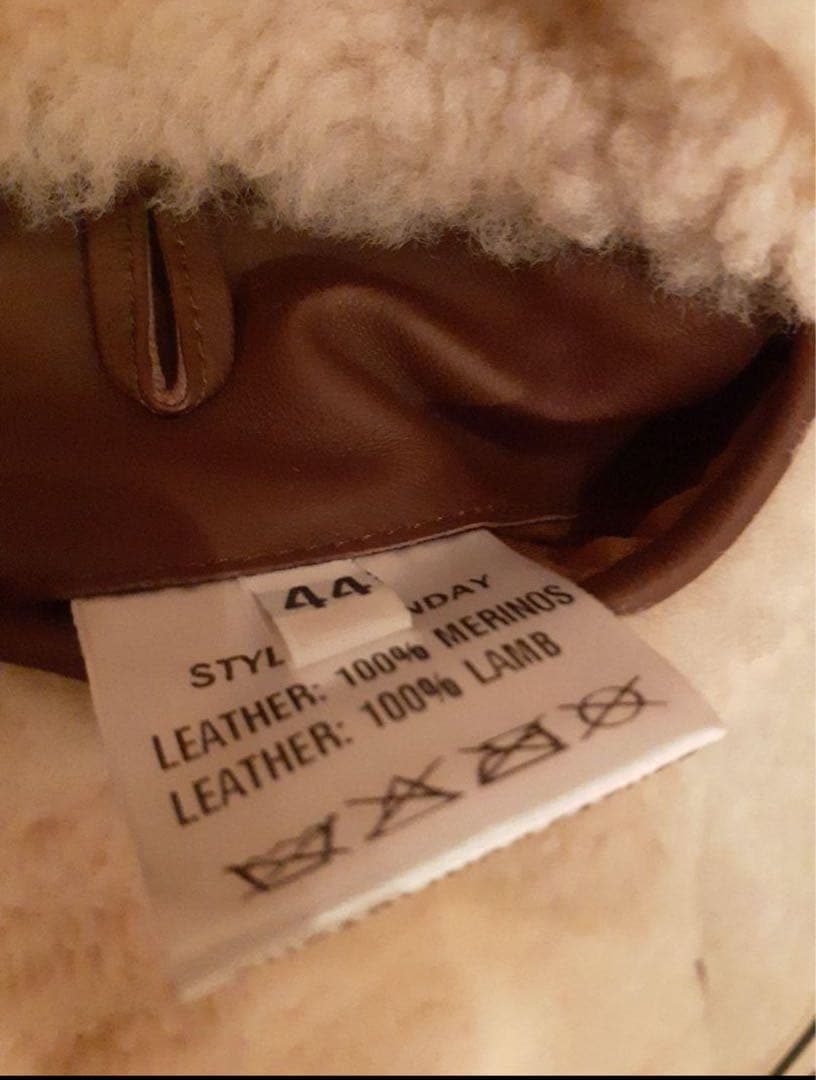 44
STYL NDAY
LEATHER: 100% MERINOS
LEATHER: 100% LAMB